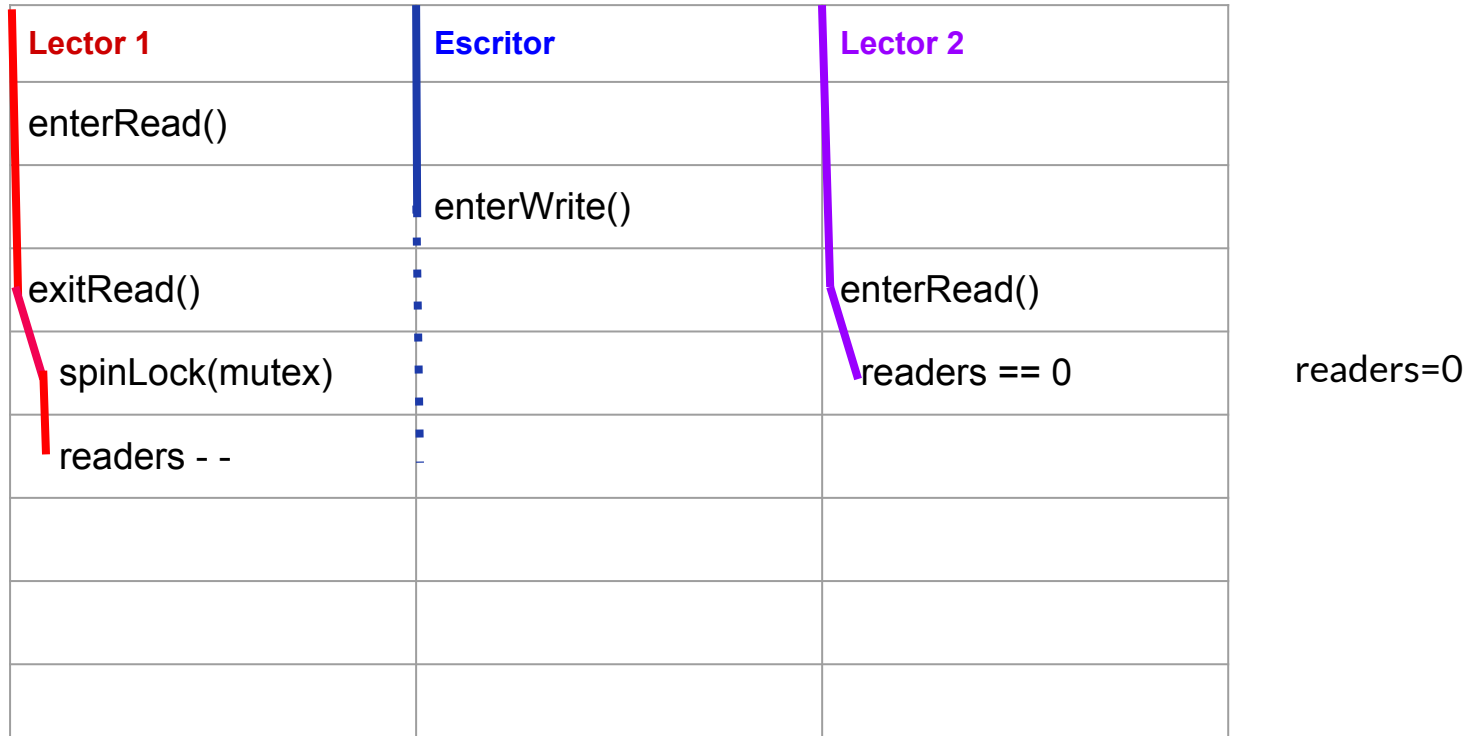 Lector 1 Escritor Lector 2
enterRead()
enterWrite()
exitRead() enterRead()
spinLock(mutex) readers == 0 readers=0
readers - -